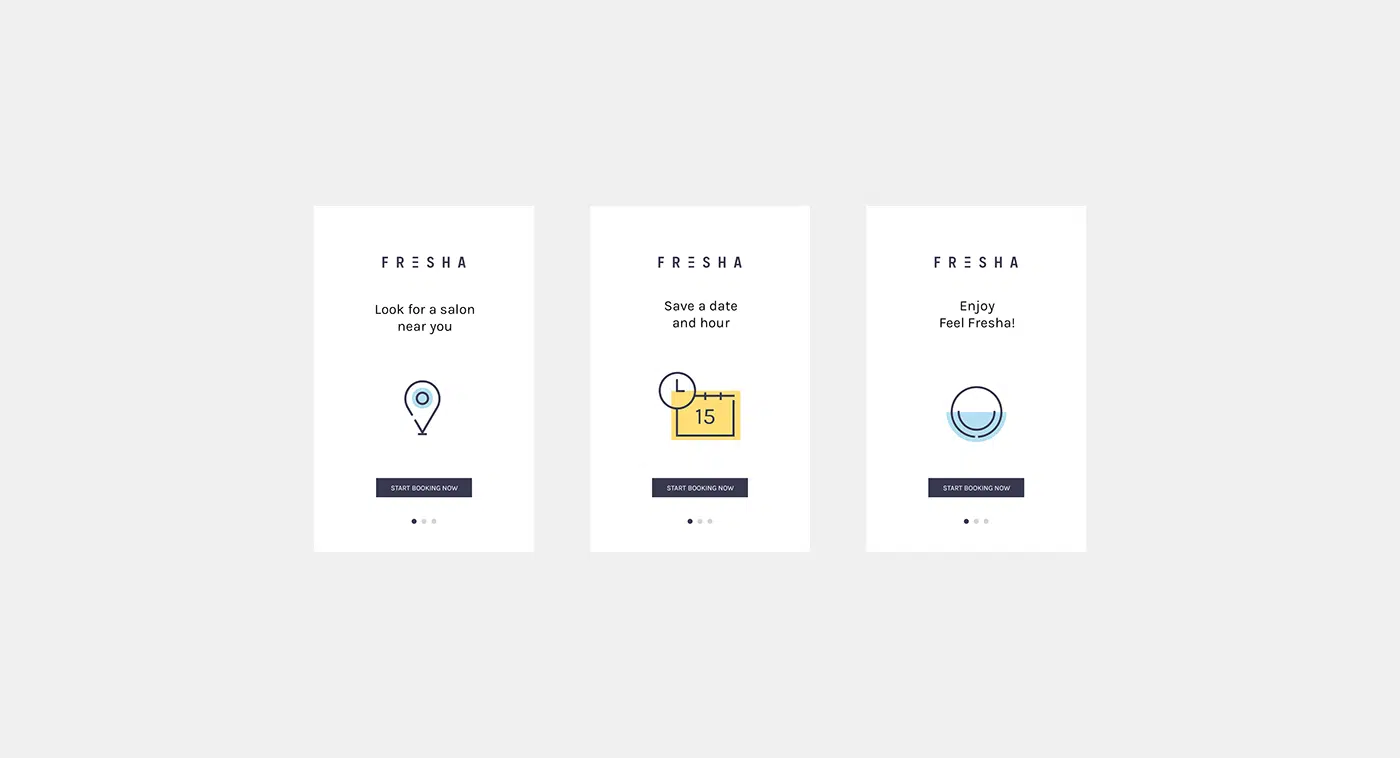 FRESHA
Look for a salon
near you
START BOOKING NOW
FRESHA
Save a date
and hour
15
START BOOKING NOW
FRESHA
Enjoy
Feel Fresha!
START BOOKING NOW